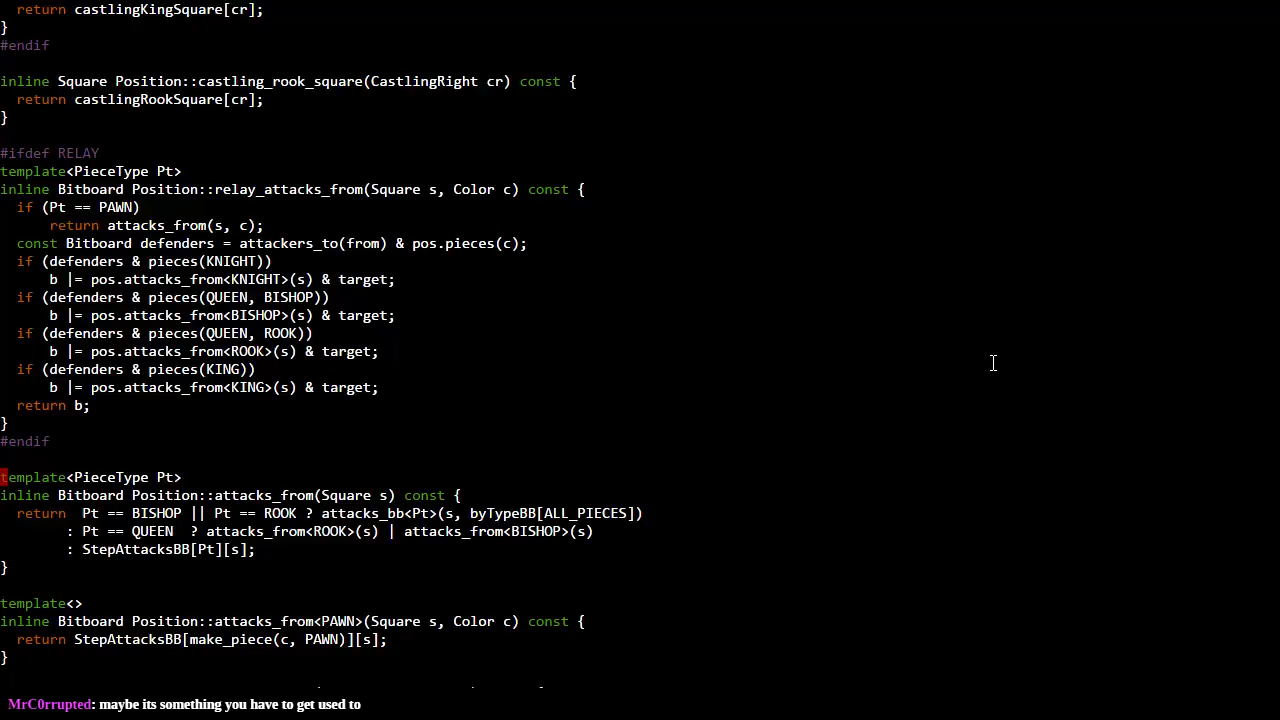 return castlingKingSquare[cr];
}
#endif

inline Square Position::castling_rook_square(CastlingRight cr) const {
  return castlingRookSquare[cr];
}

#ifdef RELAY
template<PieceType Pt>
inline Bitboard Position::relay_attacks_from(Square s, Color c) const {
  if (Pt == PAWN)
      return attacks_from(s, c);
  const Bitboard defenders = attackers_to(from) & pos.pieces(c);
  if (defenders & pieces(KNIGHT))
      b |= pos.attacks_from<KNIGHT>(s) & target;
  if (defenders & pieces(QUEEN, BISHOP))
      b |= pos.attacks_from<BISHOP>(s) & target;
  if (defenders & pieces(QUEEN, ROOK))
      b |= pos.attacks_from<ROOK>(s) & target;
  if (defenders & pieces(KING))
      b |= pos.attacks_from<KING>(s) & target;
  return b;
}
#endif

template<PieceType Pt>
inline Bitboard Position::attacks_from(Square s) const {
  return  Pt == BISHOP || Pt == ROOK ? attacks_bb<Pt>(s, byTypeBB[ALL_PIECES])
        : Pt == QUEEN  ? attacks_from<ROOK>(s) | attacks_from<BISHOP>(s)
        : StepAttacksBB[Pt][s];
}

template<>
inline Bitboard Position::attacks_from<PAWN>(Square s, Color c) const {
  return StepAttacksBB[make_piece(c, PAWN)][s];
}

MrC0rrupted: maybe its something you have to get used to